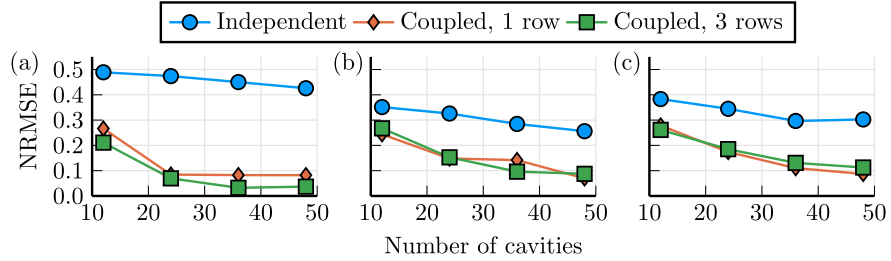 Independent Coupled, 1 row Coupled, 3 rows
(a) (b) (c)
NRMSE
0.5
0.4
0.3
0.2
0.1
0.0
10 20 30 40 50 10 20 30 40 50 10 20 30 40 50
Number of cavities